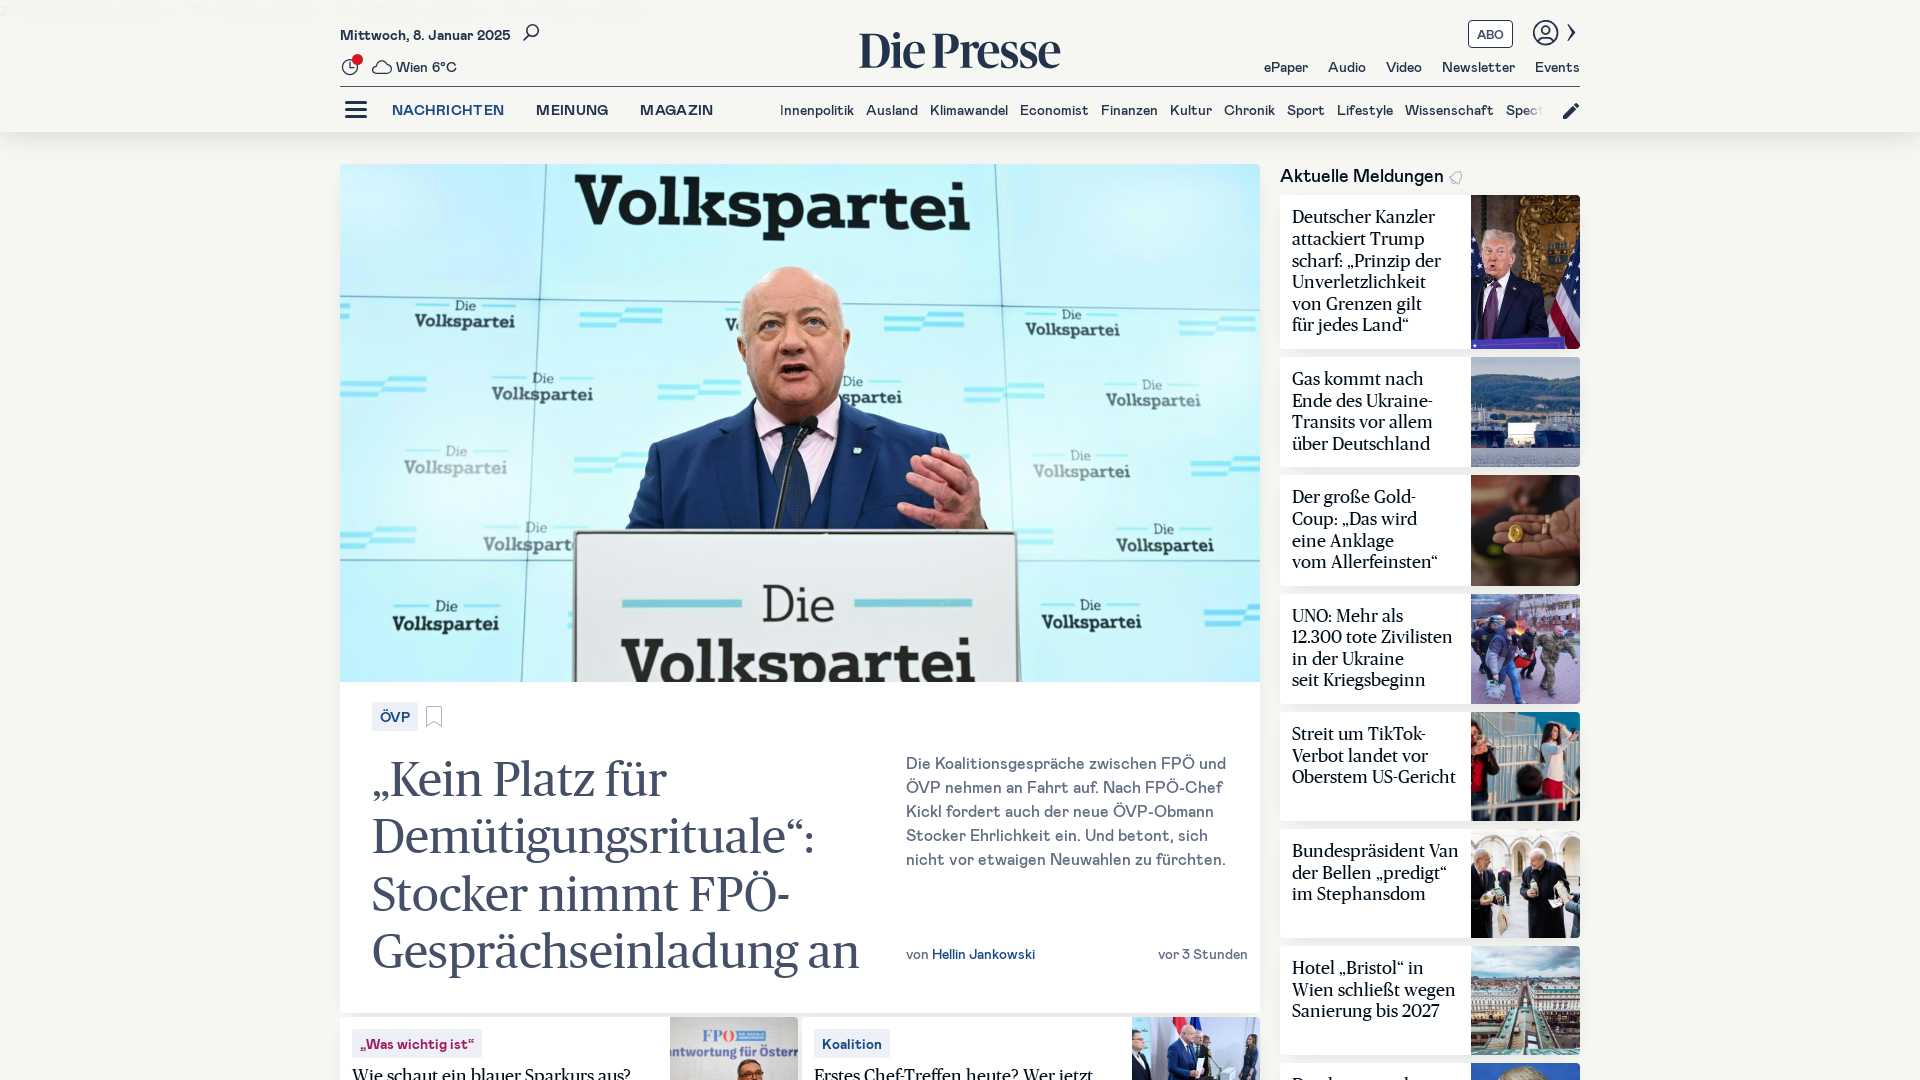 Mittwoch, 8. Januar 2025
Wien 6°C
Die Presse
ABO
ePaper Audio Video Newsletter Events
NACHRICHTEN MEINUNG MAGAZIN
Innenpolitik Ausland Klimawandel Economist Finanzen Kultur Chronik Sport Lifestyle Wissenschaft Spect
Volkspartei
Die
Volkspartei
Die
Volkspartei
Die
Volkspartei
Die
spartei
Die
Volkspartei
Die
Volkspartei
Die
Volkspartei
Die
Volkspart
Die
Volkspartei
Die
Volkspartei
Die
Volkspartei
Die
Volkspartei
ÖVP
„Kein Platz für
Demütigungsrituale“:
Stocker nimmt FPÖ-
Gesprächseinladung an
Die Koalitionsgespräche zwischen FPÖ und
ÖVP nehmen an Fahrt auf. Nach FPÖ-Chef
Kickl fordert auch der neue ÖVP-Obmann
Stocker Ehrlichkeit ein. Und betont, sich
nicht vor etwaigen Neuwahlen zu fürchten.
von Hellin Jankowski
vor 3 Stunden
„Was wichtig ist“
Wie schaut ein blauer Sparkurs aus?
FPÖ
antwortung für Österr
Koalition
Erstes Chef-Treffen heute? Wer jetzt
Aktuelle Meldungen
Deutscher Kanzler
attackiert Trump
scharf: „Prinzip der
Unverletzlichkeit
von Grenzen gilt
für jedes Land“
Gas kommt nach
Ende des Ukraine-
Transits vor allem
über Deutschland
Der große Gold-
Coup: „Das wird
eine Anklage
vom Allerfeinsten“
UNO: Mehr als
12.300 tote Zivilisten
in der Ukraine
seit Kriegsbeginn
Streit um TikTok-
Verbot landet vor
Oberstem US-Gericht
Bundespräsident Van
der Bellen „predigt“
im Stephansdom
Hotel „Bristol“ in
Wien schließt wegen
Sanierung bis 2027